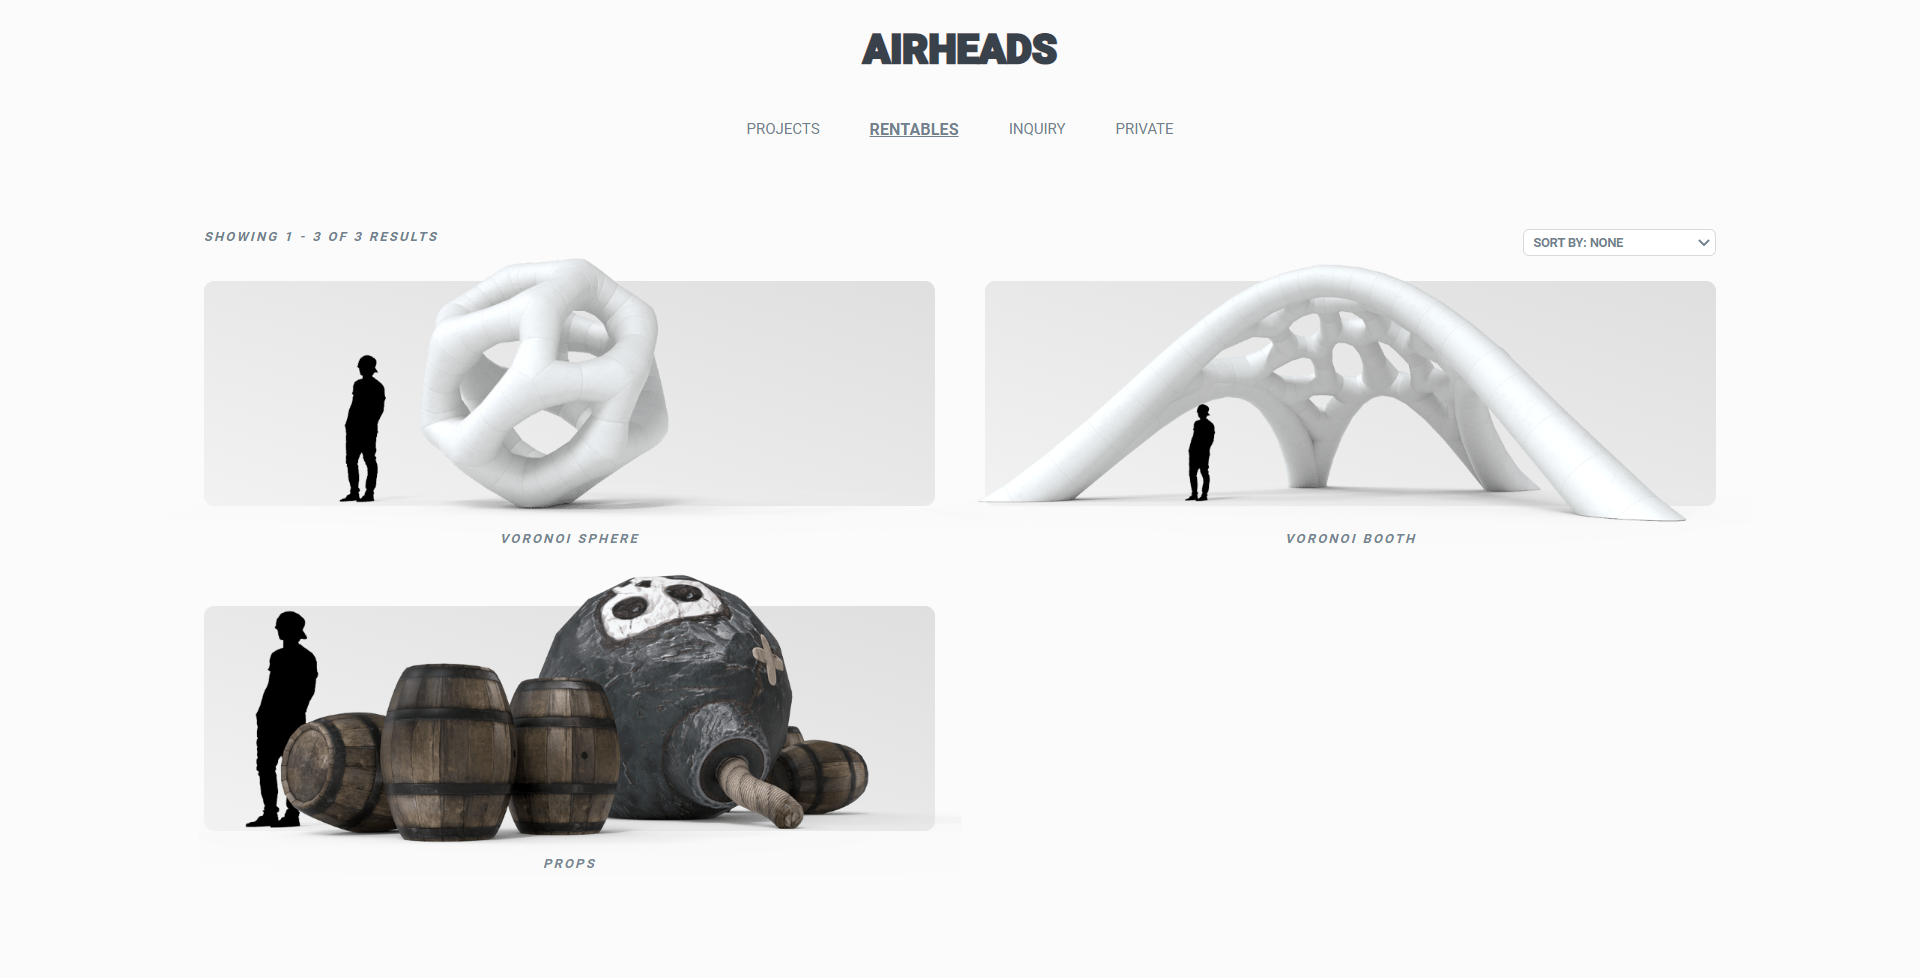 AIRHEADS
PROJECTS RENTABLES INQUIRY PRIVATE
SHOWING 1 - 3 OF 3 RESULTS
SORT BY: NONE
VORONOI SPHERE
VORONOI BOOTH
PROPS